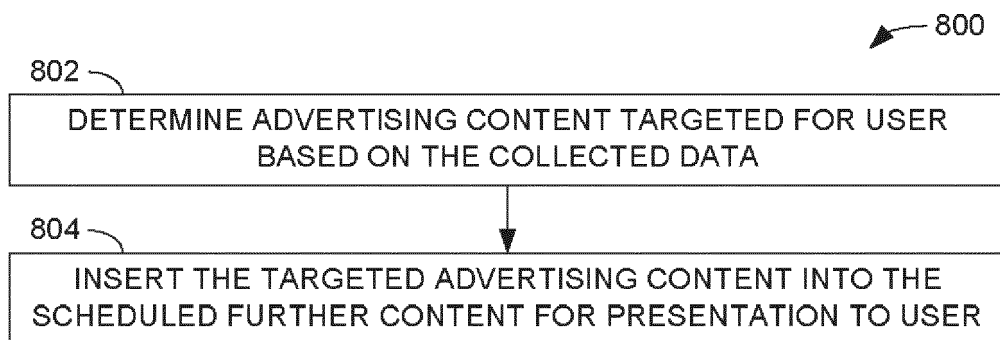 800
802
DETERMINE ADVERTISING CONTENT TARGETED FOR USER
BASED ON THE COLLECTED DATA
804
INSERT THE TARGETED ADVERTISING CONTENT INTO THE
SCHEDULED FURTHER CONTENT FOR PRESENTATION TO USER